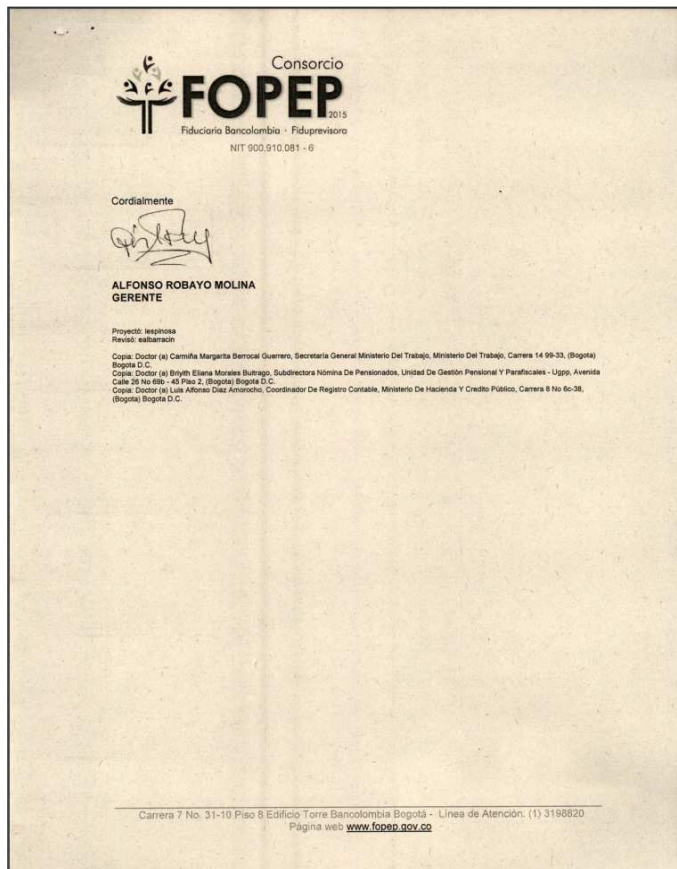 Consorcio
FOPEP
2015
Fiduciaria Bancolombia - Fiduprevisora
NIT 900.910.081 - 6
Cordialmente
ALFONSO ROBAYO MOLINA
GERENTE
Proyectó: lespinosa
Revisó: ealbarracin
Copia: Doctor (a) Carmiña Margarita Berrocal Guerrero, Secretaria General Ministerio Del Trabajo, Ministerio Del Trabajo, Carrera 14 99-33, (Bogota)
Bogota D.C.
Copia: Doctor (a) Briyith Eliana Morales Buitrago, Subdirectora Nómina De Pensionados, Unidad De Gestión Pensional Y Parafiscales - Ugpp, Avenida
Calle 26 No 69b - 45 Piso 2, (Bogota) Bogota D.C.
Copia: Doctor (a) Luis Alfonso Diaz Amorocho, Coordinador De Registro Contable, Ministerio De Hacienda Y Credito Público, Carrera 8 No 6c-38,
(Bogota) Bogota D.C.
Carrera 7 No. 31-10 Piso 8 Edificio Torre Bancolombia Bogotá - Linea de Atención: (1) 3198820
Página web www.fopep.gov.co